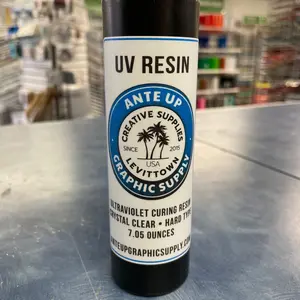 UV RESIN
ANTE UP
CREATIVE SUPPLIES
SINCE 2015
USA
LEVITTOWN
GRAPHIC SUPPLY
ULTRAVIOLET CURING RESIN
CRYSTAL CLEAR • HARD TYPE
7.05 OUNCES
ANTEUPGRAPHICSUPPLY.COM